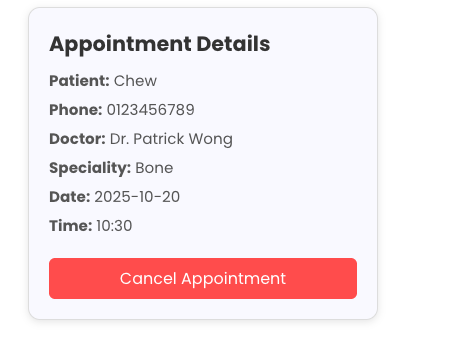 Appointment Details
Patient: Chew
Phone: 0123456789
Doctor: Dr. Patrick Wong
Speciality: Bone
Date: 2025-10-20
Time: 10:30
Cancel Appointment